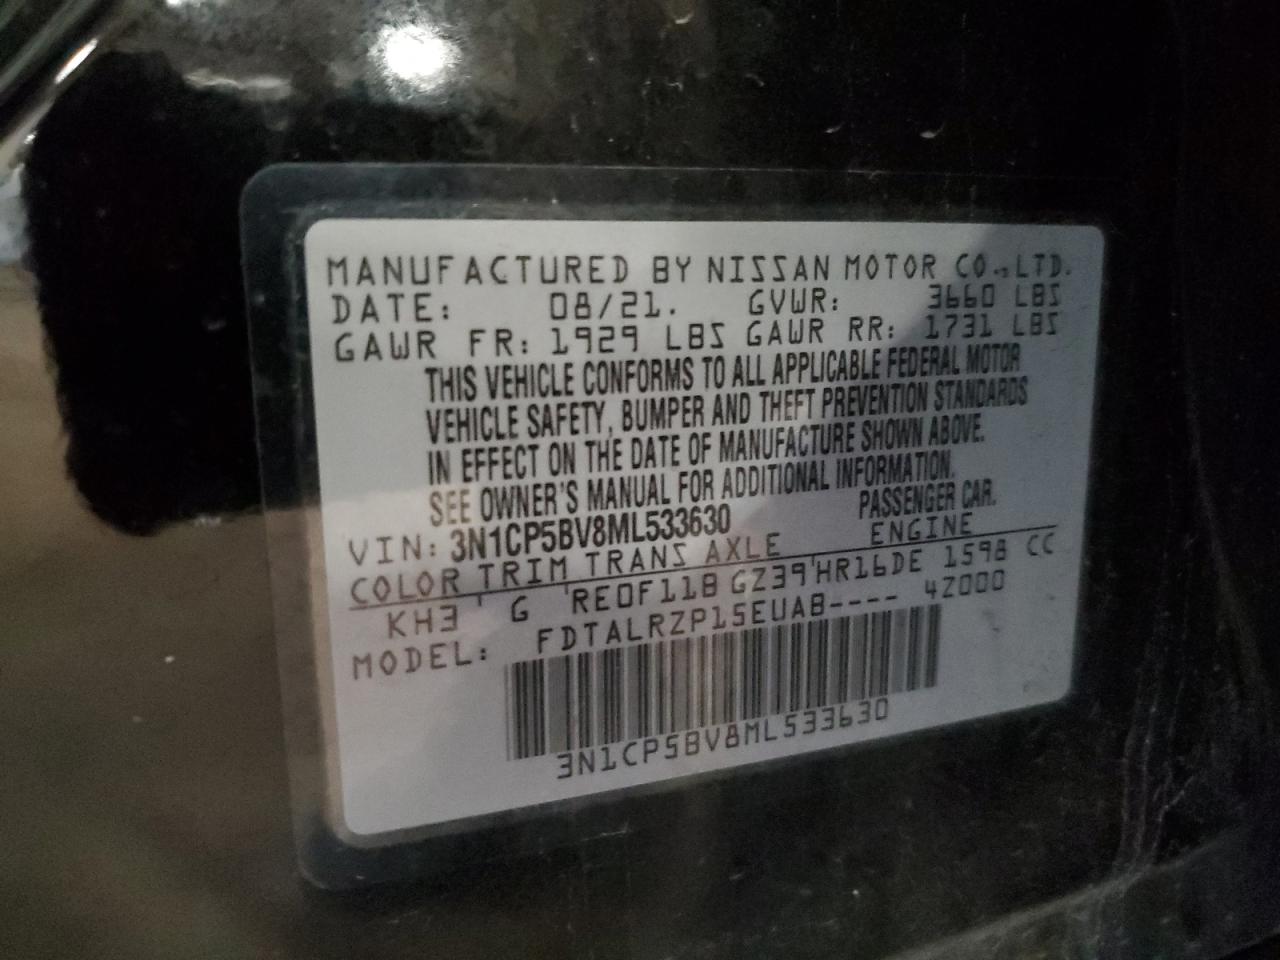 MANUFACTURED BY NISSAN MOTOR CO.,LTD.
DATE: 08/21. GVWR: 3660 LBS
GAWR FR: 1929 LBS GAWR RR: 1731 LBS
THIS VEHICLE CONFORMS TO ALL APPLICABLE FEDERAL MOTOR
VEHICLE SAFETY, BUMPER AND THEFT PREVENTION STANDARDS
IN EFFECT ON THE DATE OF MANUFACTURE SHOWN ABOVE.
SEE OWNER'S MANUAL FOR ADDITIONAL INFORMATION.
VIN: 3N1CP5BV8ML533630 PASSENGER CAR.
COLOR TRIM TRANS AXLE ENGINE
KH3 ' G 'RE0F11B GZ39'HR16DE 1598 CC
MODEL: FDTALRZP15EUAB---- 4Z000
3N1CP5BV8ML533630